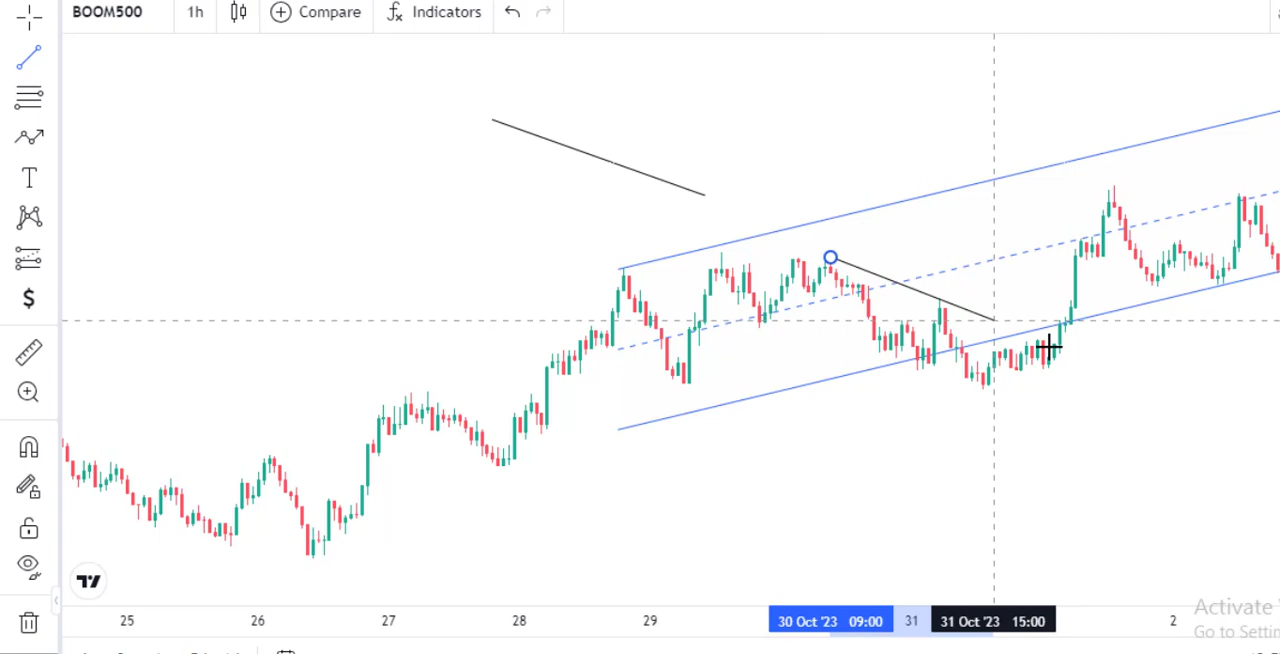 BOOM500 1h Compare Indicators
T
$
25 26 27 28 29 30 Oct '23 09:00 31 31 Oct '23 15:00 2
Activate
Go to Settin